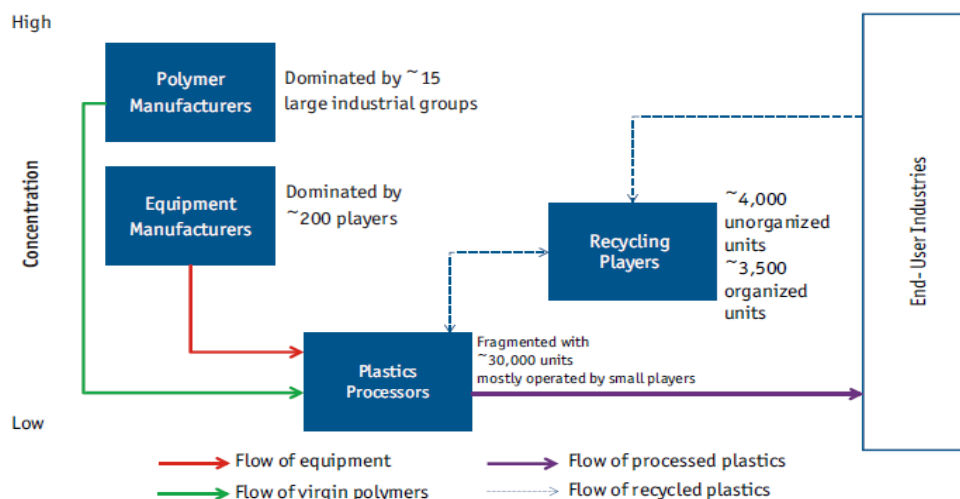 High
Polymer
Manufacturers
Dominated by ~15
large industrial groups
Concentration
Equipment
Manufacturers
Dominated by
~200 players
Recycling
Players
~4,000
unorganized
units
~3,500
organized
units
End- User Industries
Plastics
Processors
Fragmented with
~30,000 units
mostly operated by small players
Low
Flow of equipment
Flow of processed plastics
Flow of virgin polymers
Flow of recycled plastics